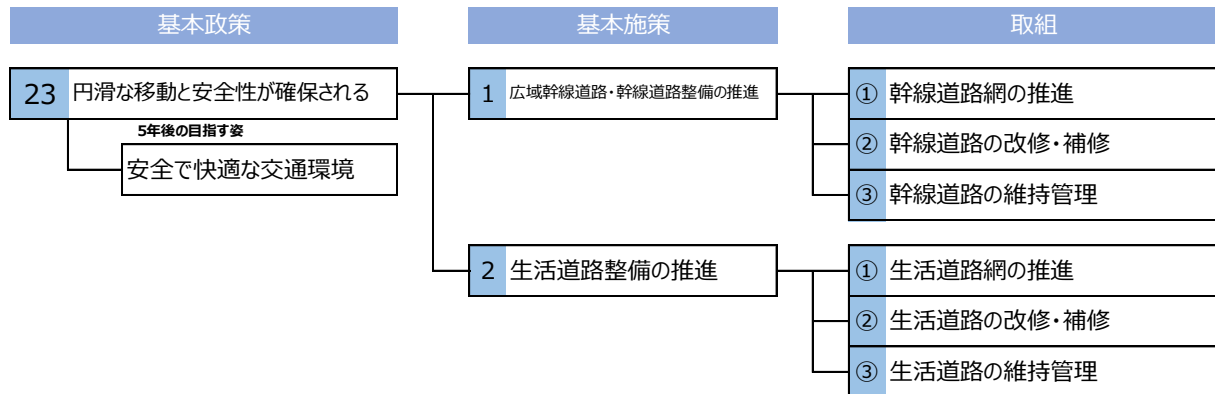 基本政策 基本施策 取組
23 円滑な移動と安全性が確保される 1 広域幹線道路・幹線道路整備の推進 ① 幹線道路網の推進
5年後の目指す姿
安全で快適な交通環境
② 幹線道路の改修・補修
③ 幹線道路の維持管理
2 生活道路整備の推進 ① 生活道路網の推進
② 生活道路の改修・補修
③ 生活道路の維持管理